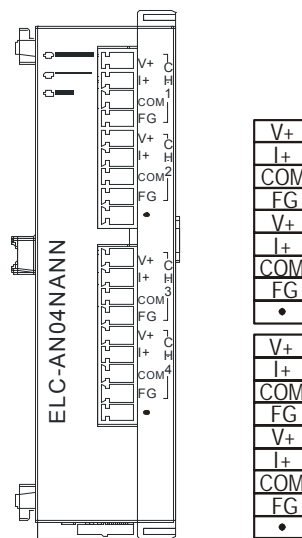 ELC-AN04NANN
V+
I+
COM
FG
CH1
V+
I+
COM
FG
CH2
•
V+
I+
COM
FG
CH3
V+
I+
COM
FG
CH4
•
V+
I+
COM
FG
V+
I+
COM
FG
•
V+
I+
COM
FG
V+
I+
COM
FG
•